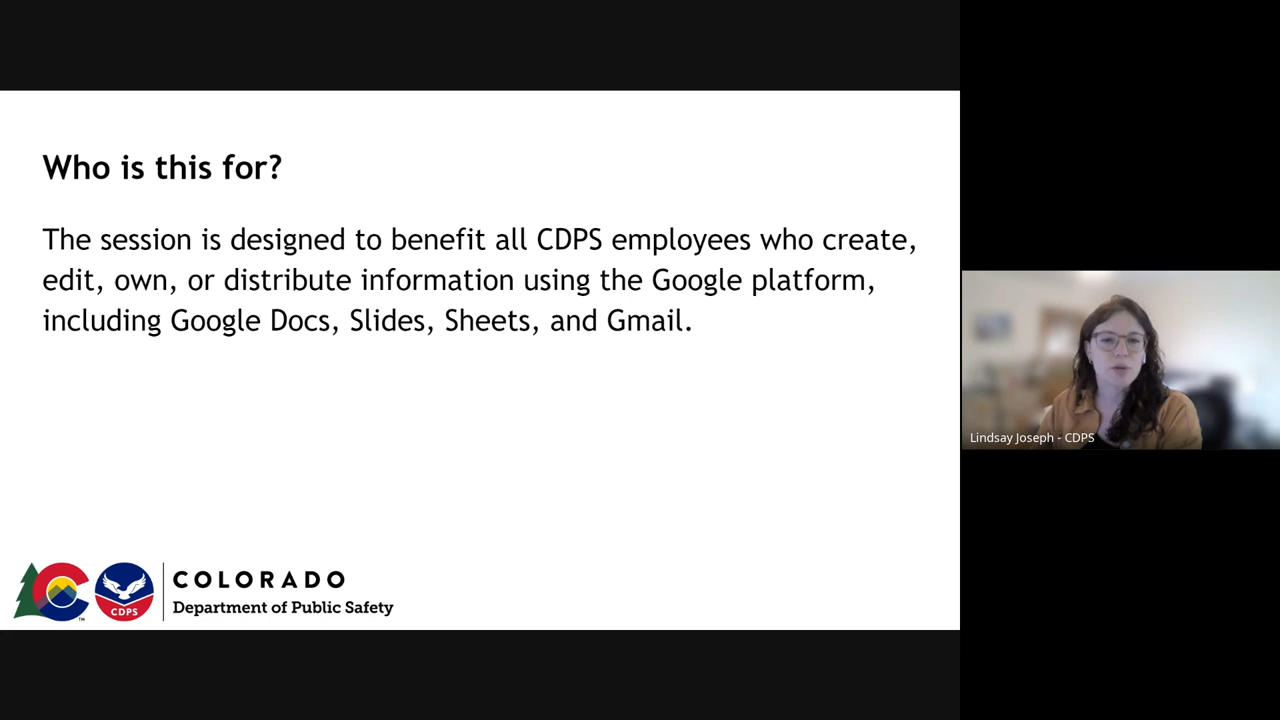 Who is this for?
The session is designed to benefit all CDPS employees who create,
edit, own, or distribute information using the Google platform,
including Google Docs, Slides, Sheets, and Gmail.
Lindsay Joseph - CDPS
COLORADO
CDPS
TM
Department of Public Safety